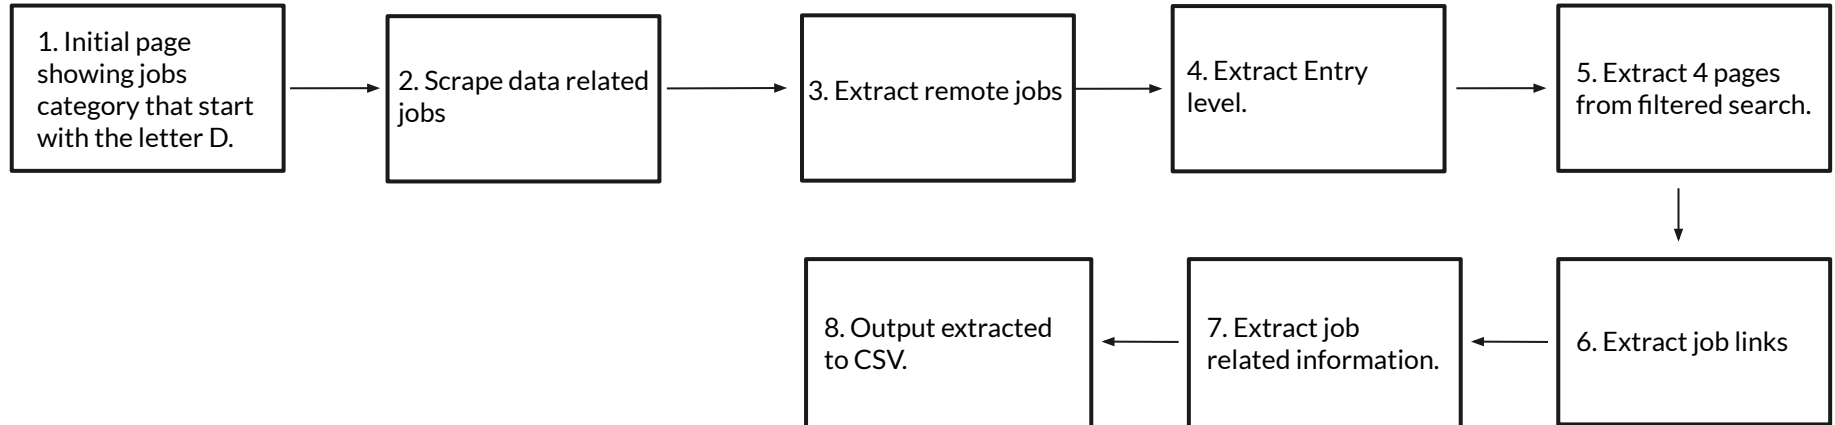 1. Initial page
showing jobs
category that start
with the letter D.
2. Scrape data related
jobs
3. Extract remote jobs
4. Extract Entry
level.
5. Extract 4 pages
from filtered search.
6. Extract job links
7. Extract job
related information.
8. Output extracted
to CSV.